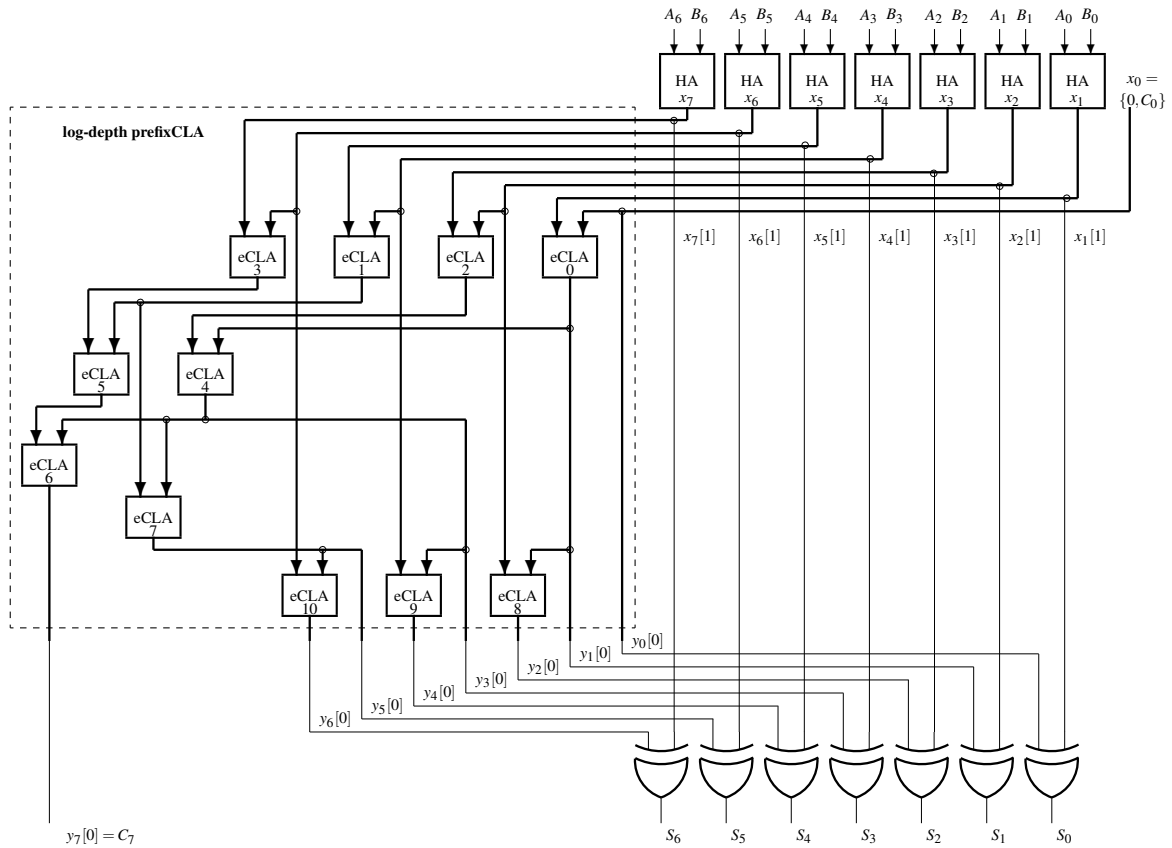 A6 B6 A5 B5 A4 B4 A3 B3 A2 B2 A1 B1 A0 B0
HA x7
HA x6
HA x5
HA x4
HA x3
HA x2
HA x1
x0 =
{0,C0}
log-depth prefixCLA
x7[1] x6[1] x5[1] x4[1] x3[1] x2[1] x1[1]
eCLA 3
eCLA 1
eCLA 2
eCLA 0
eCLA 5
eCLA 4
eCLA 6
eCLA 7
eCLA 10
eCLA 9
eCLA 8
y0[0]
y1[0]
y2[0]
y3[0]
y4[0]
y5[0]
y6[0]
y7[0] = C7
S6 S5 S4 S3 S2 S1 S0